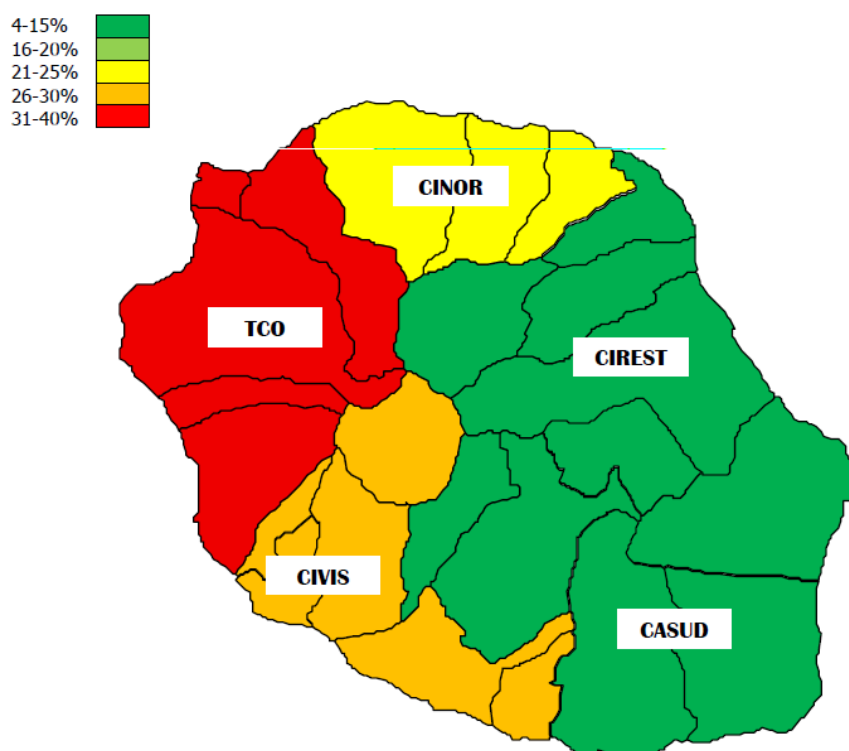 4-15%
16-20%
21-25%
26-30%
31-40%
CINOR
TCO
CIREST
CIVIS
CASUD